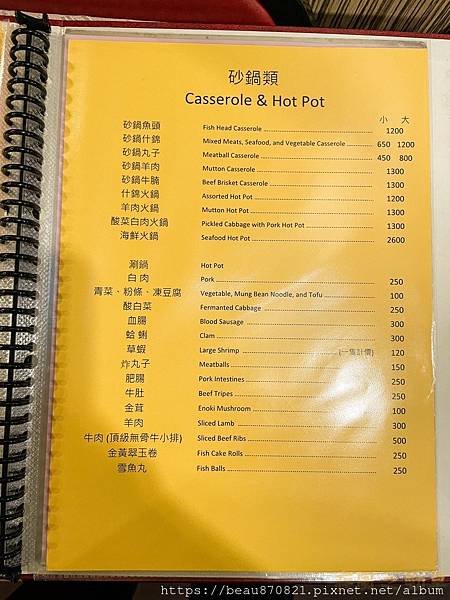 砂鍋類
Casserole & Hot Pot
小 大
砂鍋魚頭 Fish Head Casserole 1200
砂鍋什錦 Mixed Meats, Seafood, and Vegetable Casserole 650 1200
砂鍋丸子 Meatball Casserole 450 800
砂鍋羊肉 Mutton Casserole 1300
砂鍋牛腩 Beef Brisket Casserole 1300
什錦火鍋 Assorted Hot Pot 1200
羊肉火鍋 Mutton Hot Pot 1300
酸菜白肉火鍋 Pickled Cabbage with Pork Hot Pot 1300
海鮮火鍋 Seafood Hot Pot 2600
涮鍋 Hot Pot
白 肉 Pork 250
青菜、粉條、凍豆腐 Vegetable, Mung Bean Noodle, and Tofu 100
酸白菜 Fermanted Cabbage 250
血腸 Blood Sausage 300
蛤 蜊 Clam 300
草蝦 Large Shrimp (一隻計價) 120
炸丸子 Meatballs 150
肥腸 Pork Intestines 250
牛肚 Beef Tripes 250
金茸 Enoki Mushroom 100
羊肉 Sliced Lamb 300
牛肉 (頂級無骨牛小排) Sliced Beef Ribs 500
金黃翠玉卷 Fish Cake Rolls 250
雪魚丸 Fish Balls 250
https://beau870821.pixnet.net/album